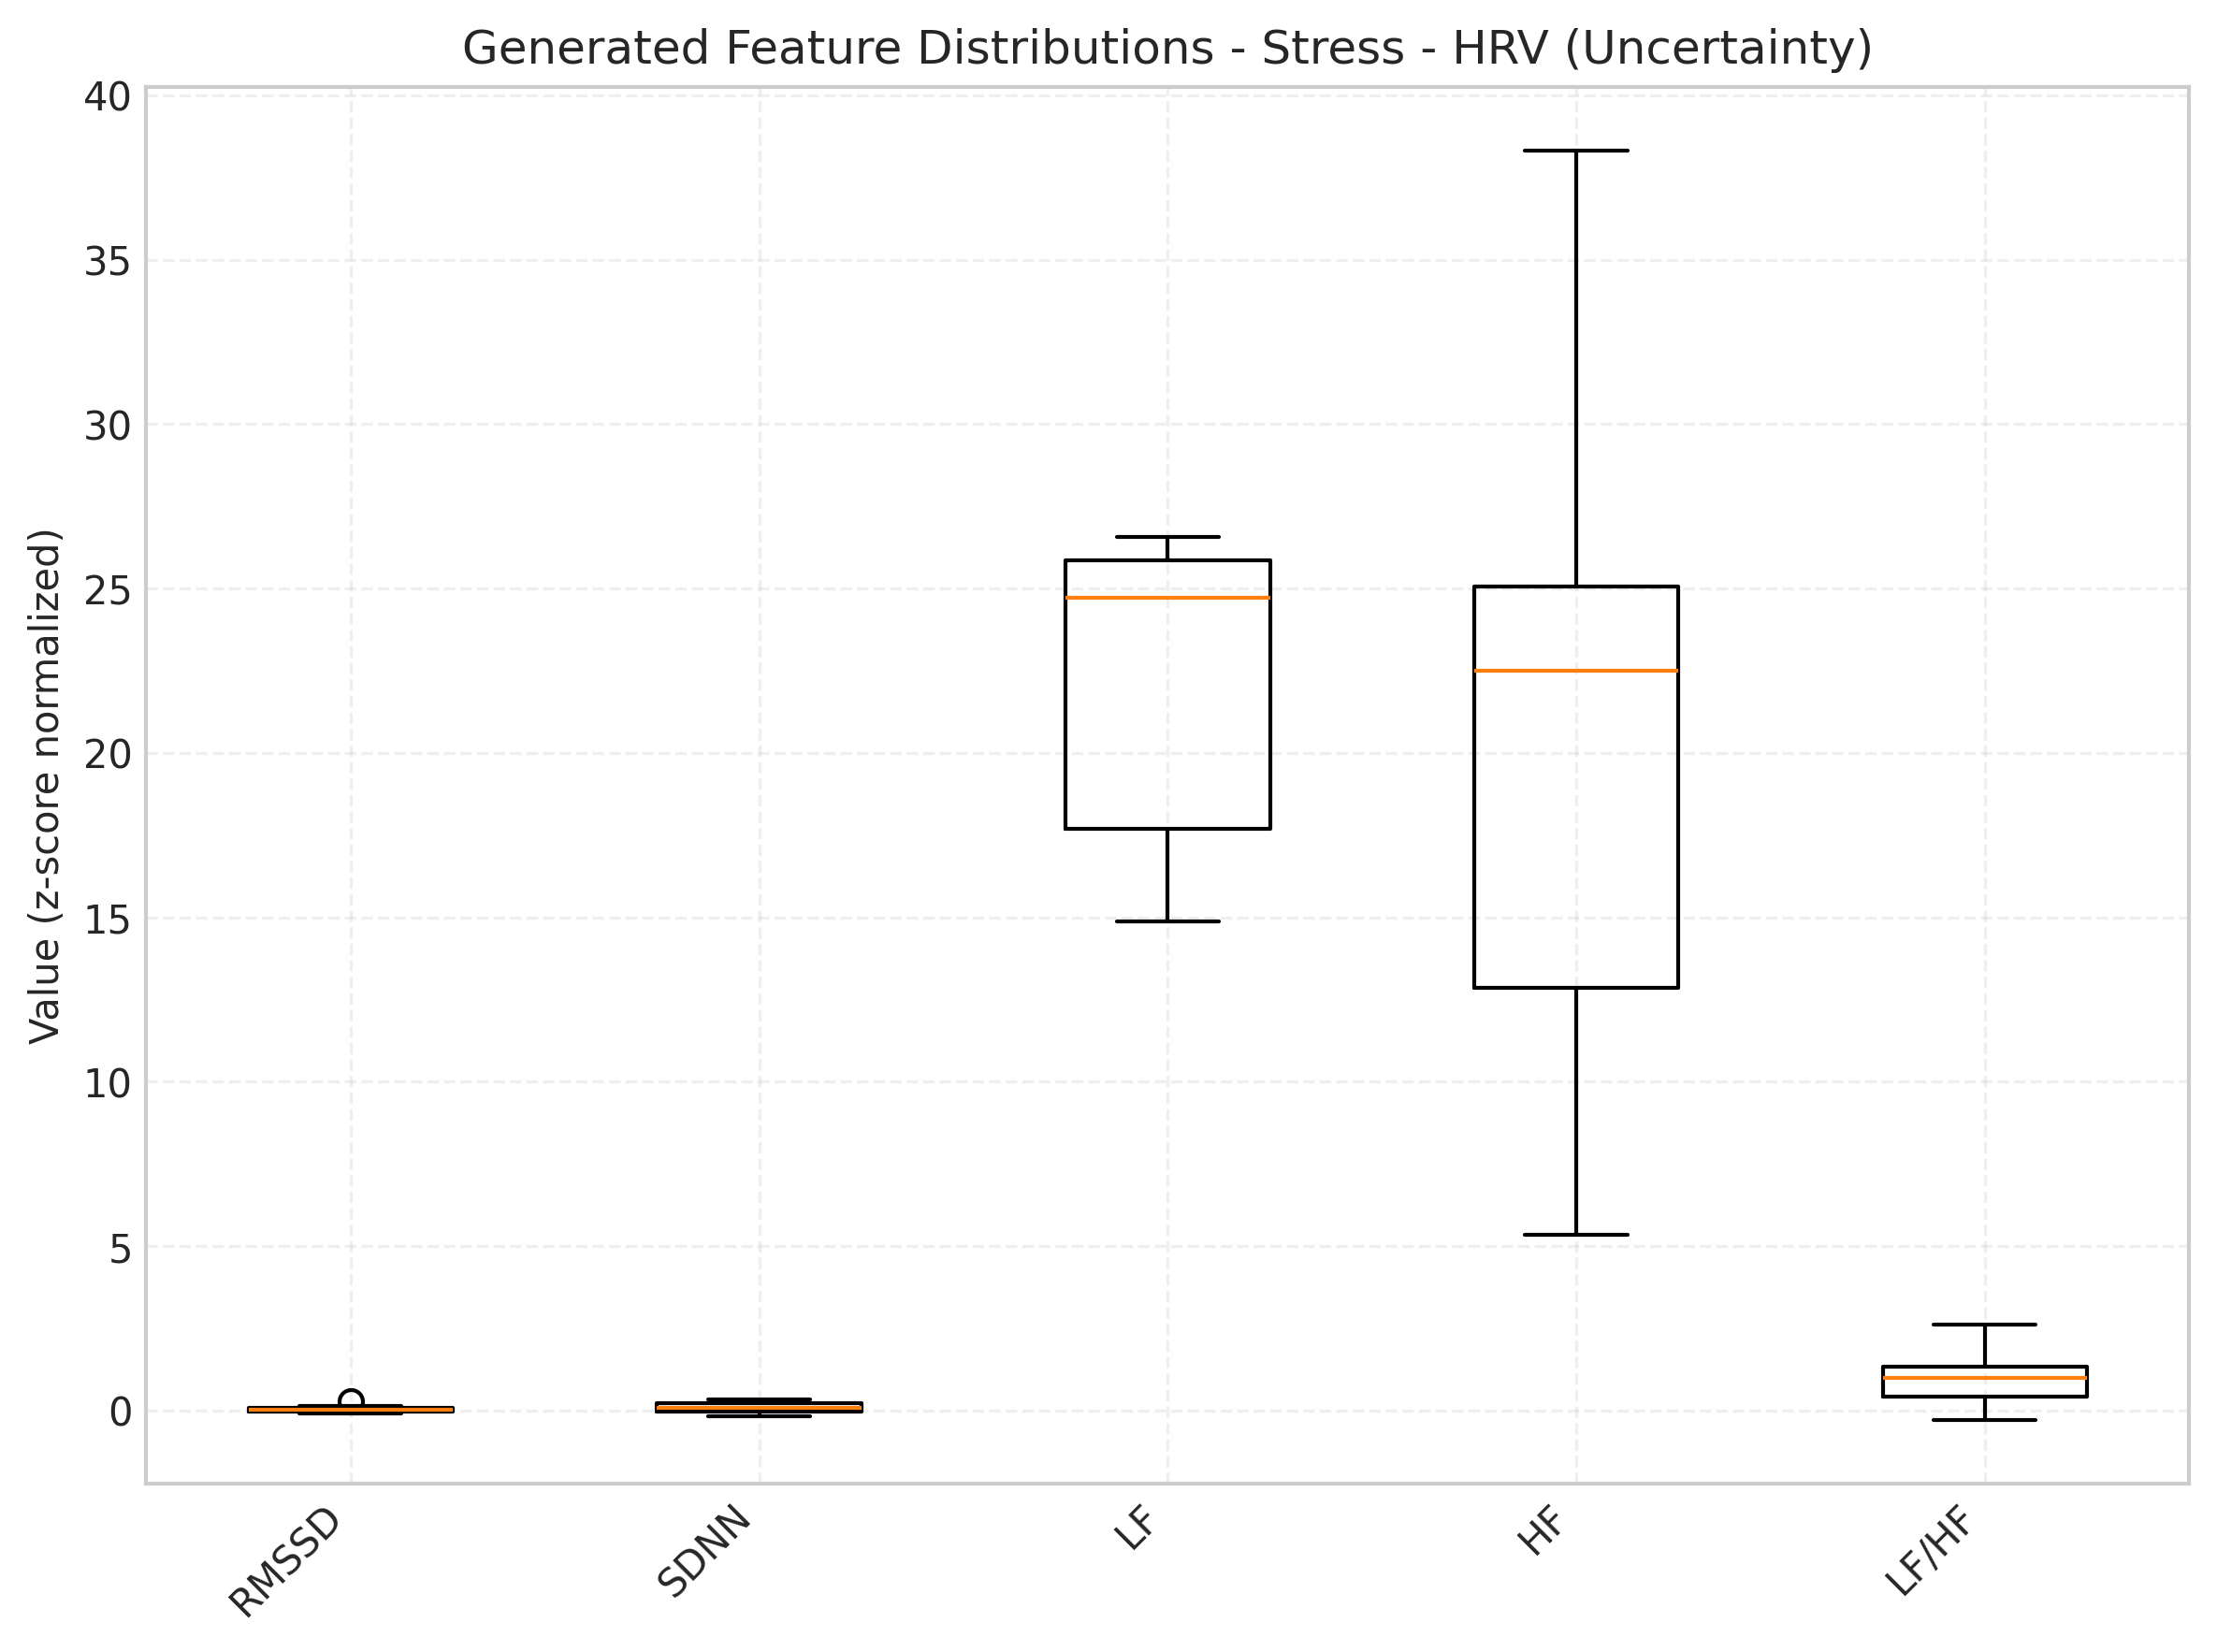 Generated Feature Distributions - Stress - HRV (Uncertainty)
Value (z-score normalized)
40
35
30
25
20
15
10
5
0
RMSSD
SDNN
LF
HF
LF/HF